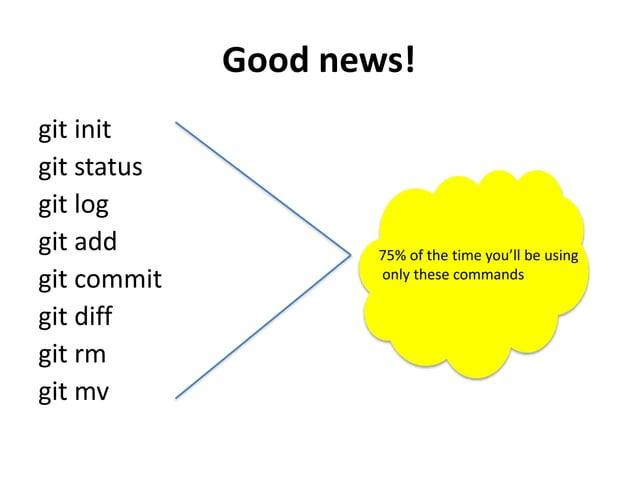 Good news!
git init
git status
git log
git add
git commit
git diff
git rm
git mv
75% of the time you’ll be using
only these commands